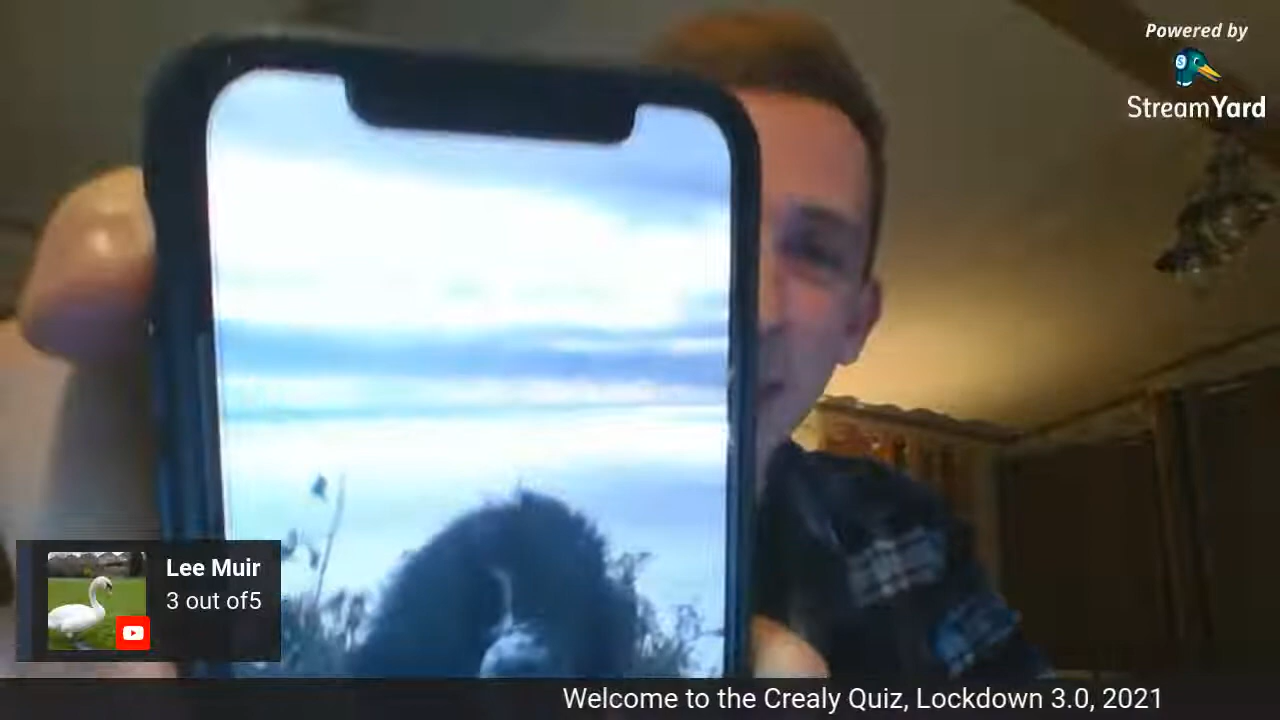 Powered by
StreamYard
Lee Muir
3 out of5
Welcome to the Crealy Quiz, Lockdown 3.0, 2021